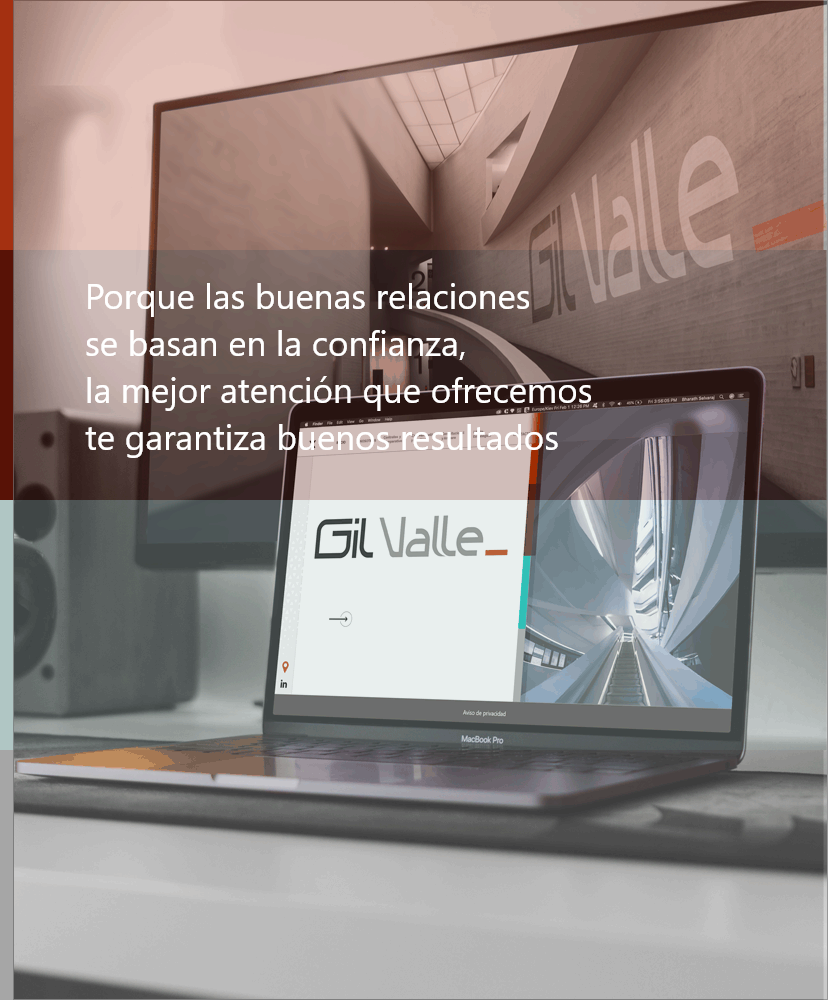 Gil Valle
Porque las buenas relaciones
se basan en la confianza,
la mejor atención que ofrecemos
te garantiza buenos resultados
Gil Valle_
in
Aviso de privacidad
MacBook Pro